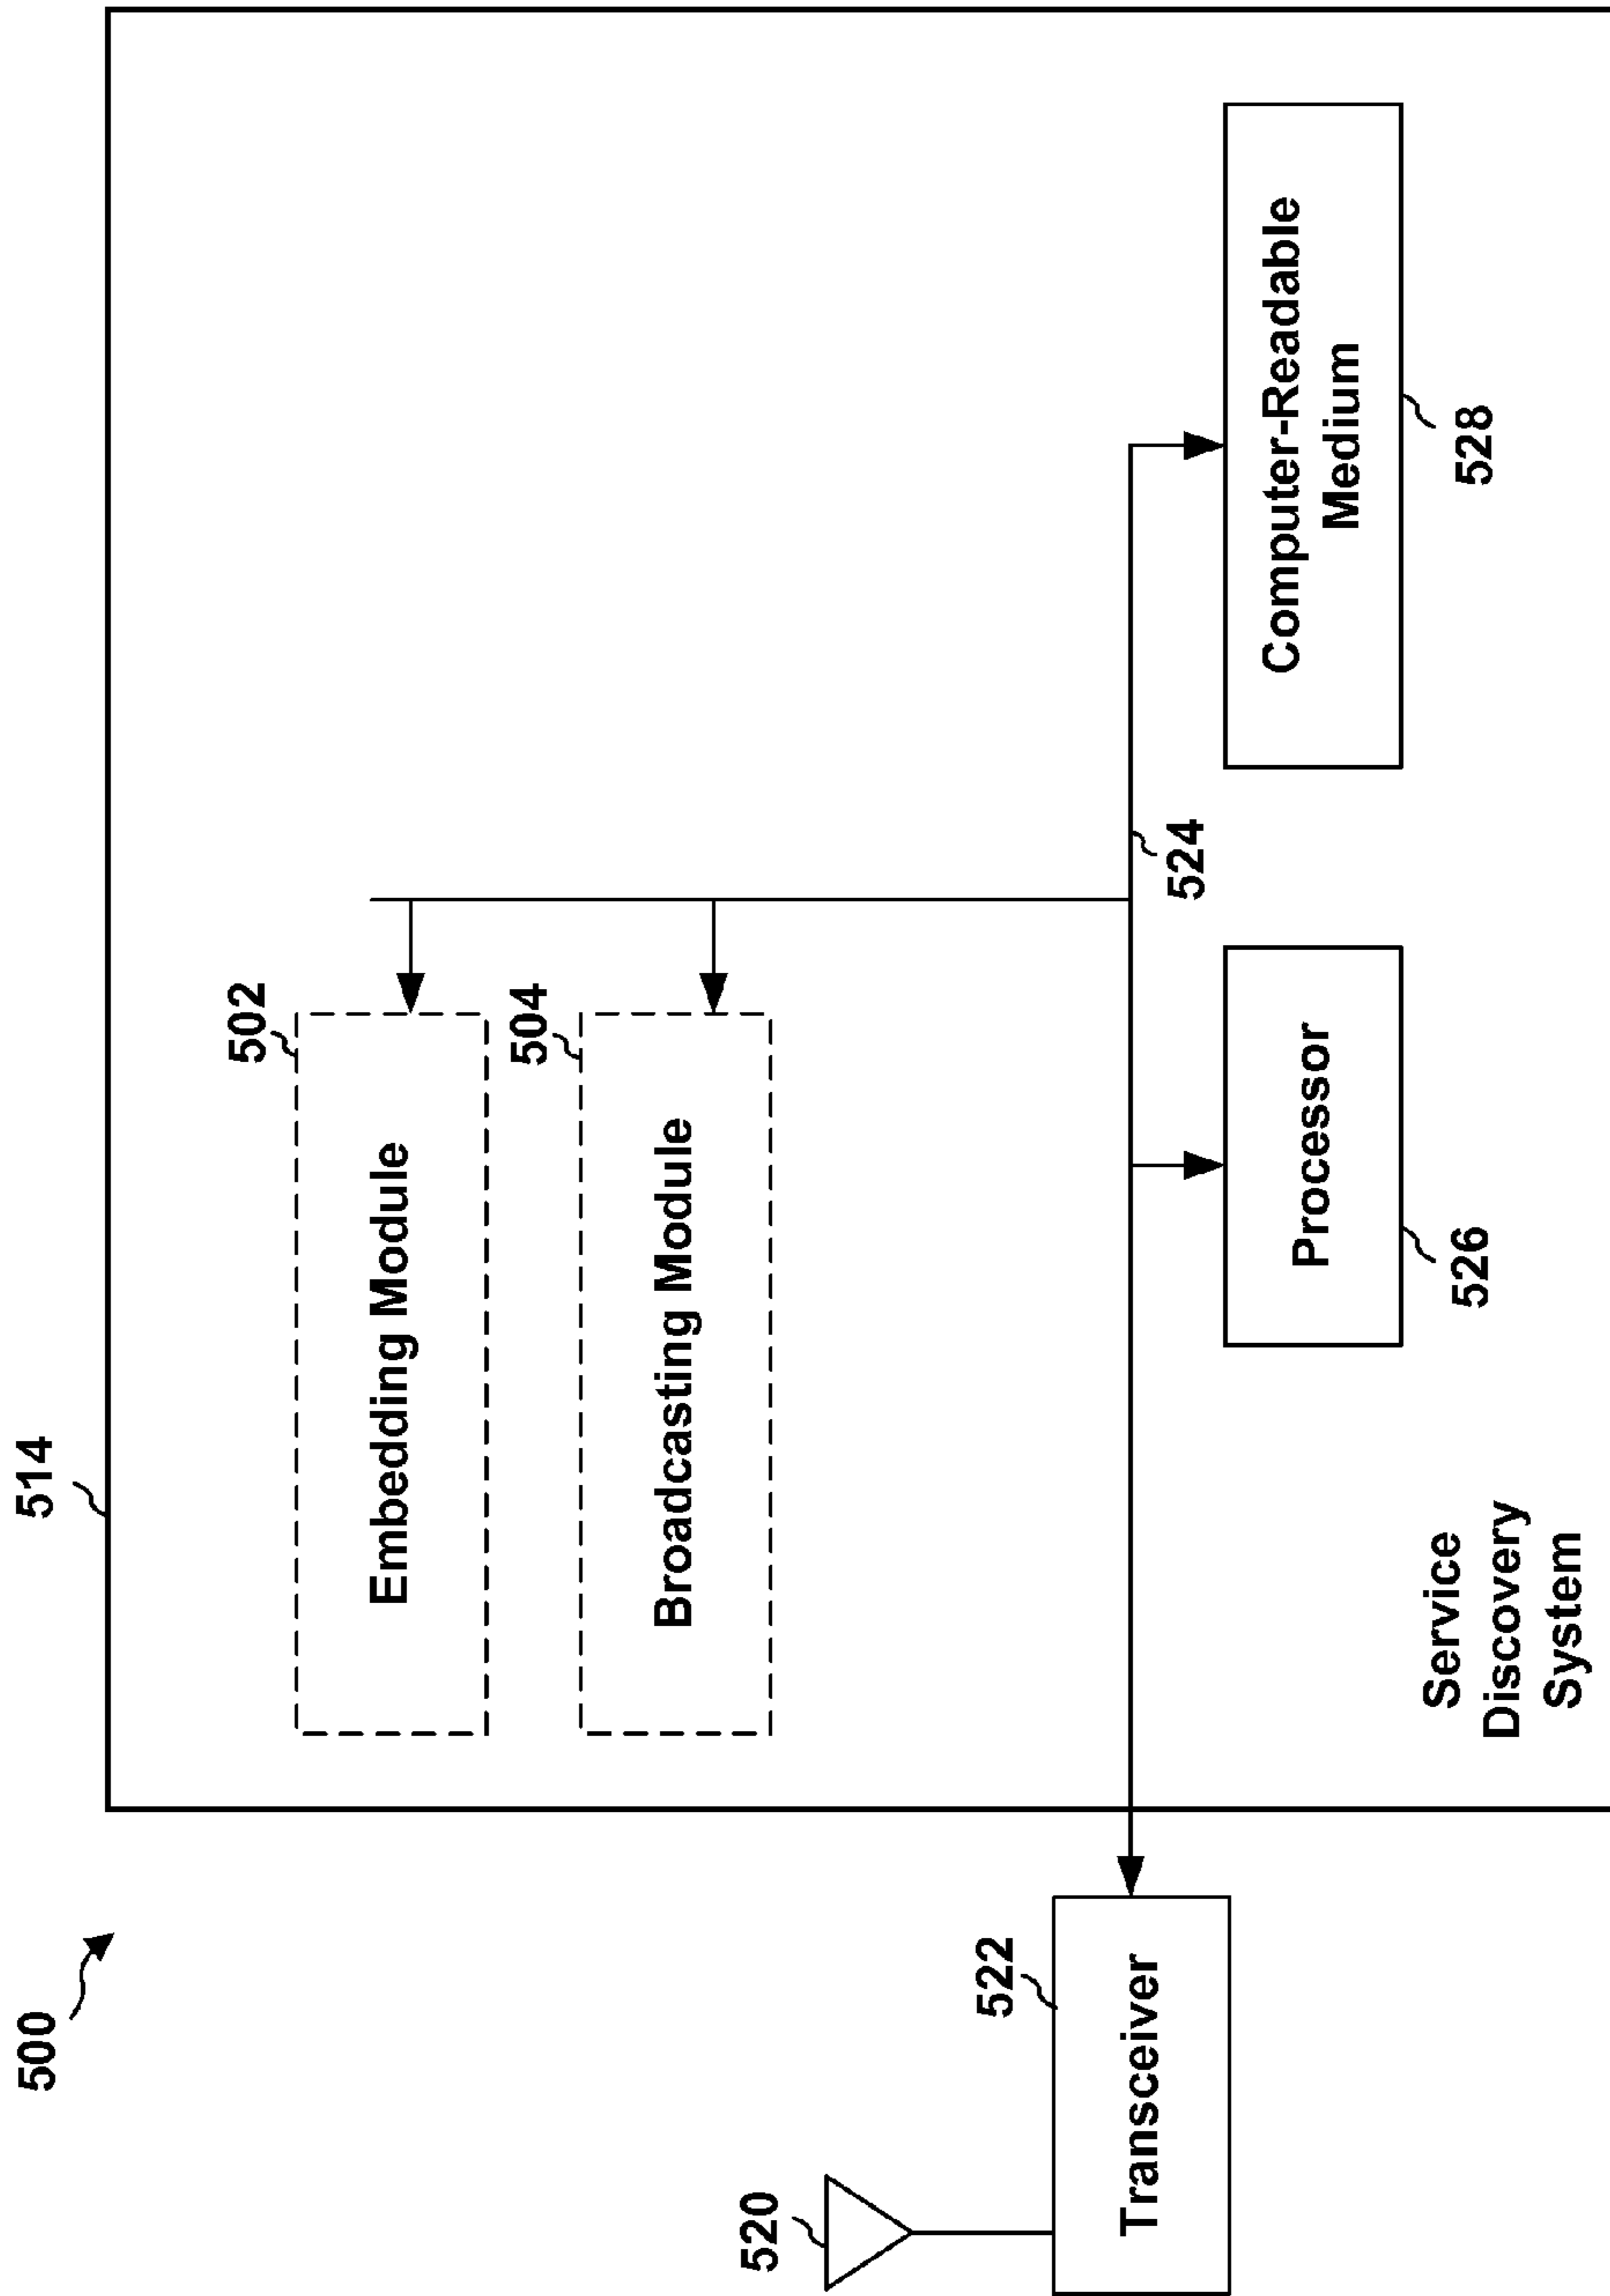 500
514
502
Embedding Module
504
Broadcasting Module
520
522
Transceiver
524
Processor
526
Computer-Readable
Medium
528
Service
Discovery
System